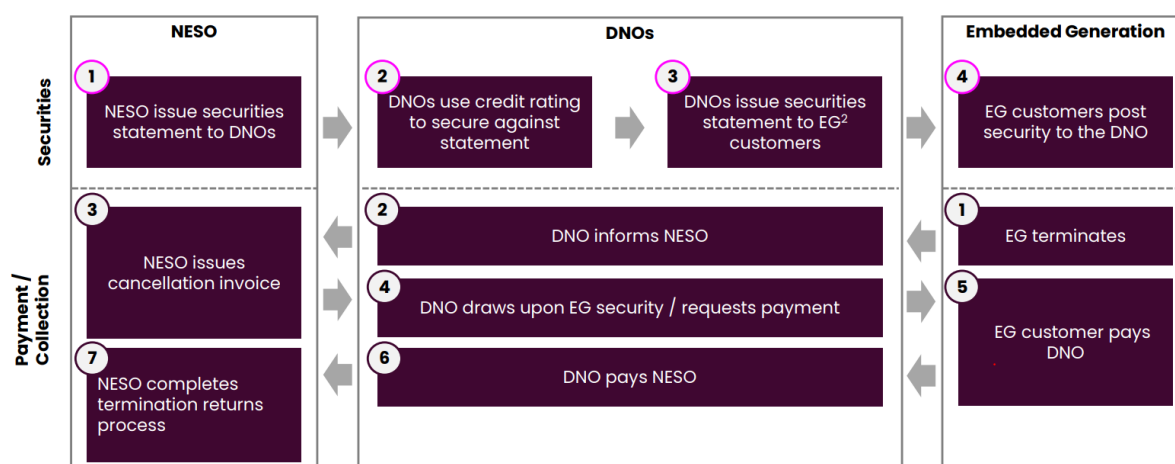 NESO
DNOs
Embedded Generation
Securities
1
NESO issue securities
statement to DNOs
2
DNOs use credit rating
to secure against
statement
3
DNOs issue securities
statement to EG²
customers
4
EG customers post
security to the DNO
Payment /
Collection
3
NESO issues
cancellation invoice
2
DNO informs NESO
1
EG terminates
4
DNO draws upon EG security / requests payment
5
EG customer pays
DNO
7
NESO completes
termination returns
process
6
DNO pays NESO